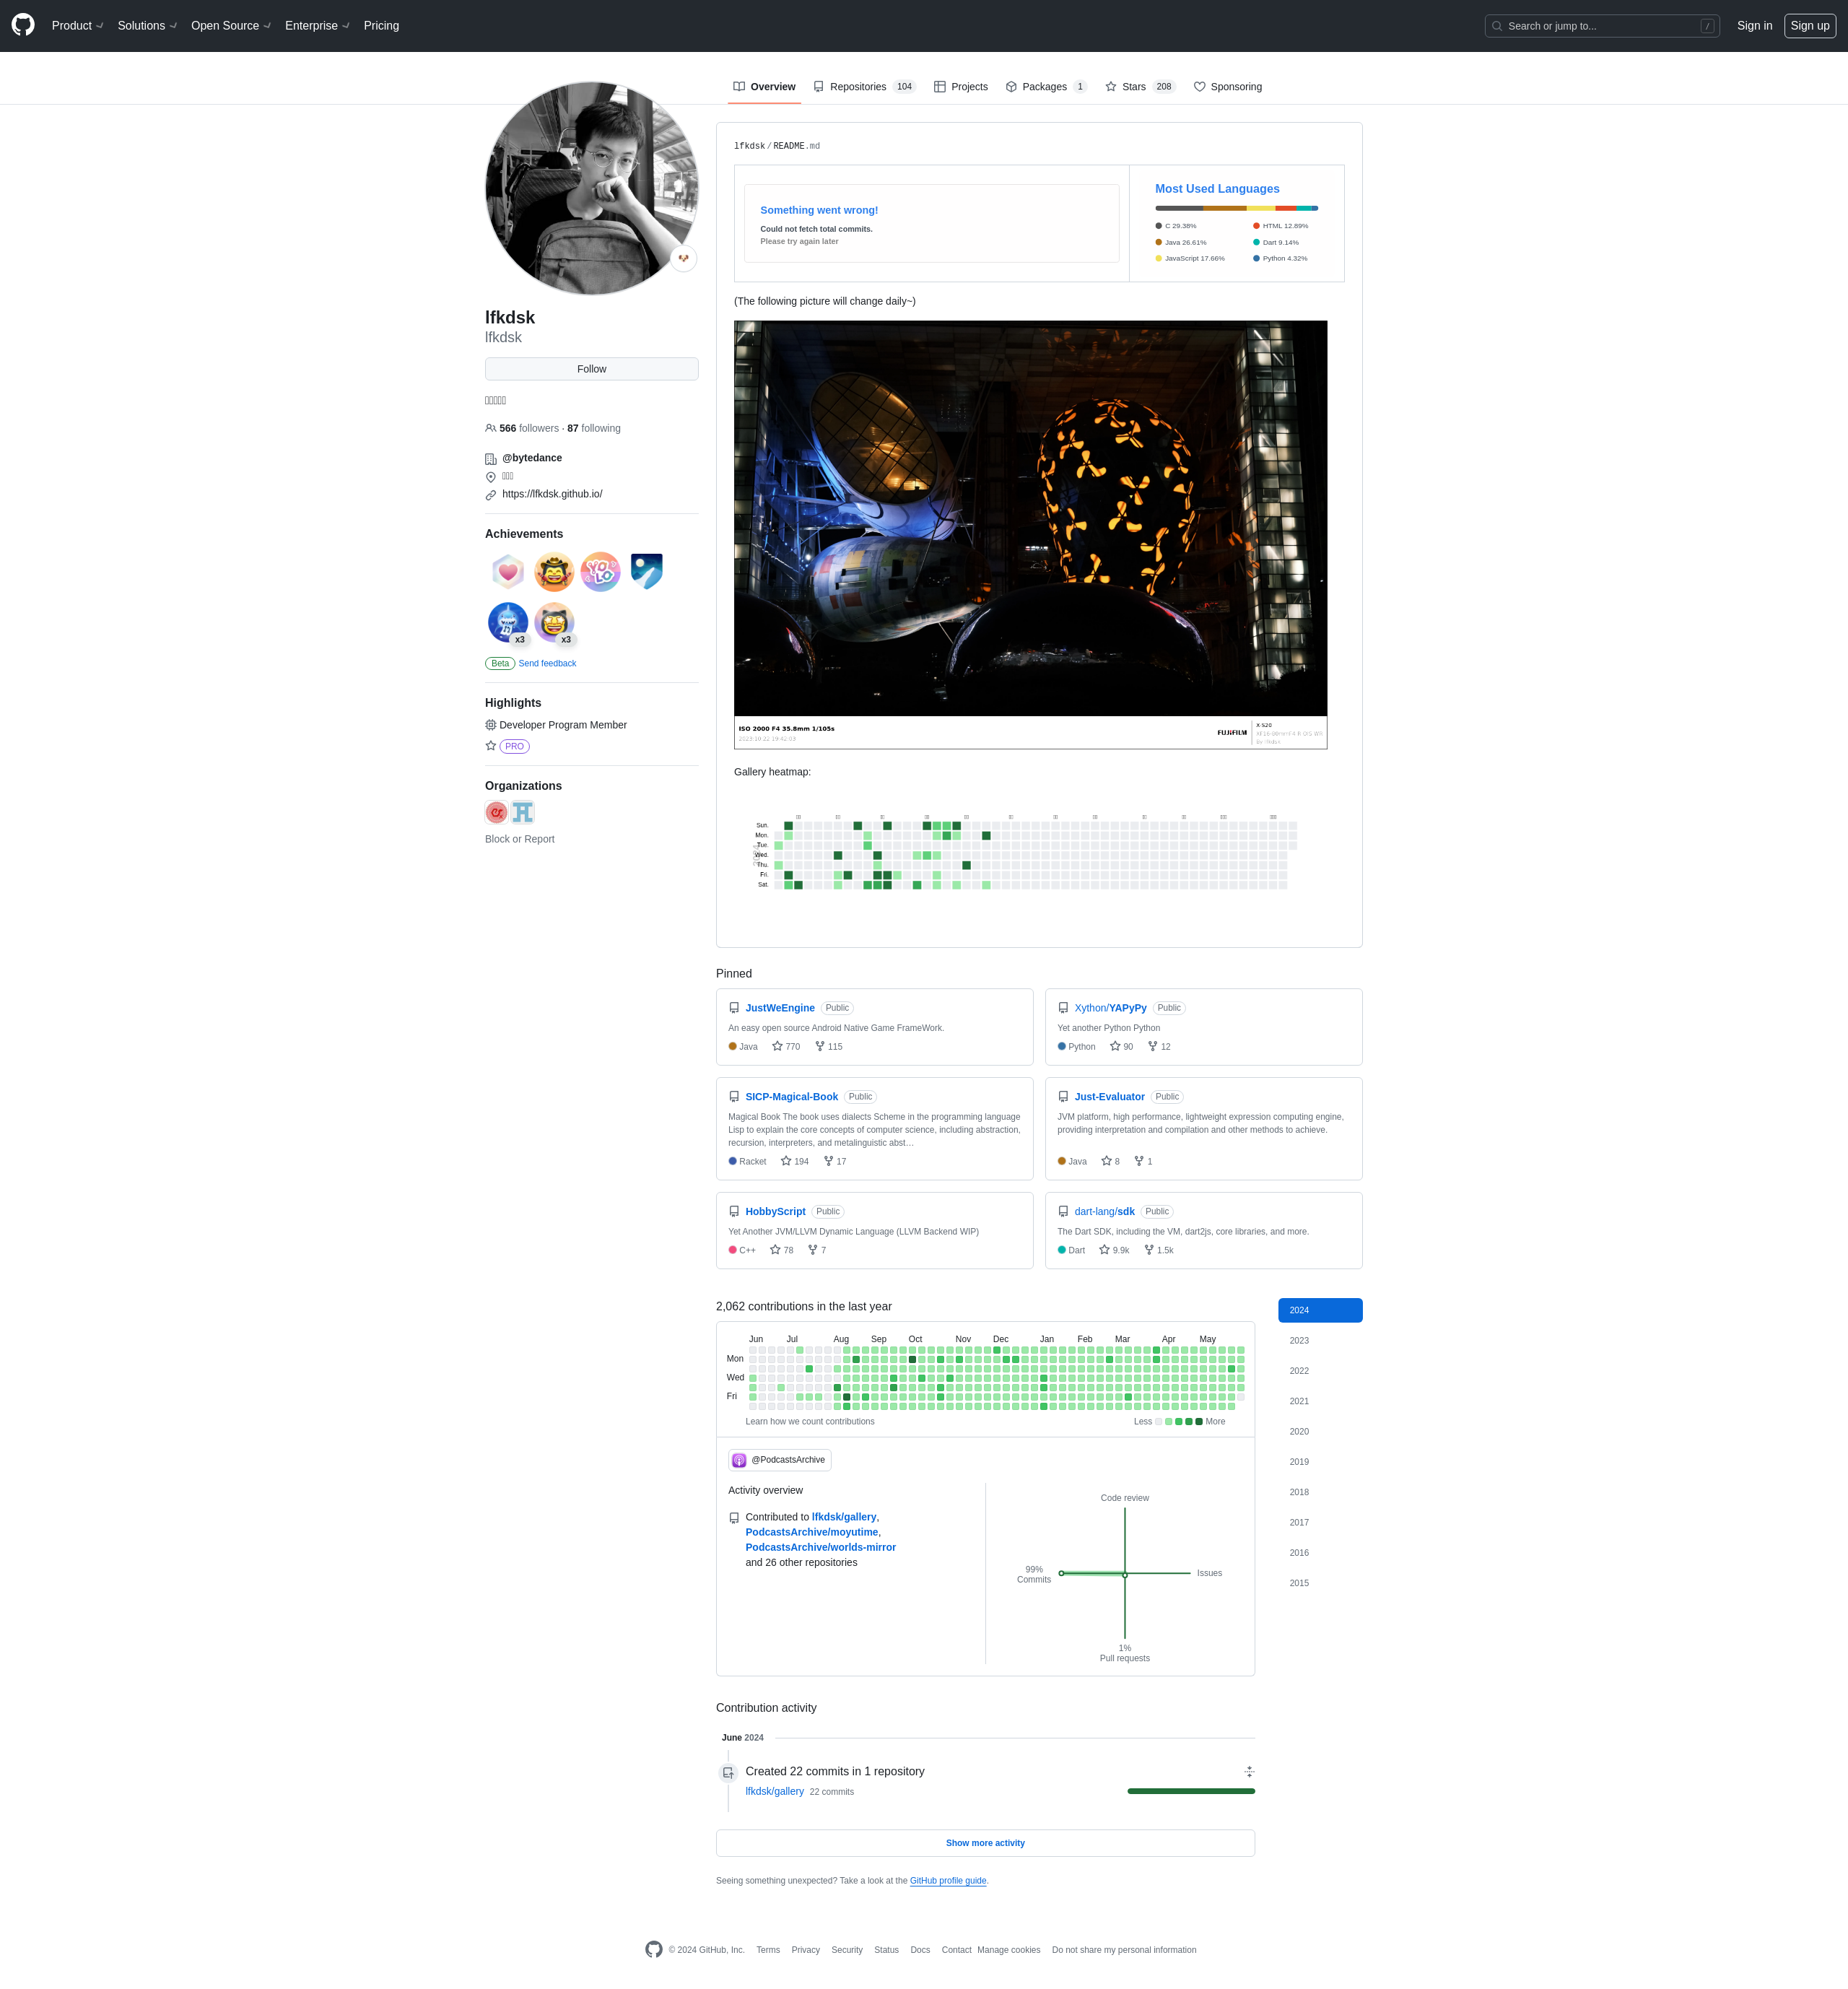 Product Solutions Open Source Enterprise Pricing Search or jump to... / Sign in Sign up
Overview Repositories 104 Projects Packages 1 Stars 208 Sponsoring
lfkdsk
lfkdsk
Follow
566 followers · 87 following
@bytedance
https://lfkdsk.github.io/
Achievements
YOLO
x3 x3
Beta Send feedback
Highlights
Developer Program Member
PRO
Organizations
Block or Report
lfkdsk/README.md
Something went wrong!
Could not fetch total commits.
Please try again later
Most Used Languages
C 29.38% HTML 12.89%
Java 26.61% Dart 9.14%
JavaScript 17.66% Python 4.32%
(The following picture will change daily~)
ISO 2000 F4 35.8mm 1/105s
FUJIFILM
X-S20
Gallery heatmap:
Sun.
Mon.
Tue.
Wed.
Thu.
Fri.
Sat.
Pinned
JustWeEngine Public
An easy open source Android Native Game FrameWork.
Java 770 115
Xython/YAPyPy Public
Yet another Python Python
Python 90 12
SICP-Magical-Book Public
Magical Book The book uses dialects Scheme in the programming language
Lisp to explain the core concepts of computer science, including abstraction,
recursion, interpreters, and metalinguistic abst…
Racket 194 17
Just-Evaluator Public
JVM platform, high performance, lightweight expression computing engine,
providing interpretation and compilation and other methods to achieve.
Java 8 1
HobbyScript Public
Yet Another JVM/LLVM Dynamic Language (LLVM Backend WIP)
C++ 78 7
dart-lang/sdk Public
The Dart SDK, including the VM, dart2js, core libraries, and more.
Dart 9.9k 1.5k
2,062 contributions in the last year
Jun Jul Aug Sep Oct Nov Dec Jan Feb Mar Apr May
Mon
Wed
Fri
Learn how we count contributions
Less More
2024
2023
2022
2021
2020
2019
2018
2017
2016
2015
@PodcastsArchive
Activity overview
Contributed to lfkdsk/gallery,
PodcastsArchive/moyutime,
PodcastsArchive/worlds-mirror
and 26 other repositories
Code review
99%
Commits
Issues
1%
Pull requests
Contribution activity
June 2024
Created 22 commits in 1 repository
lfkdsk/gallery 22 commits
Show more activity
Seeing something unexpected? Take a look at the GitHub profile guide.
© 2024 GitHub, Inc. Terms Privacy Security Status Docs Contact Manage cookies Do not share my personal information